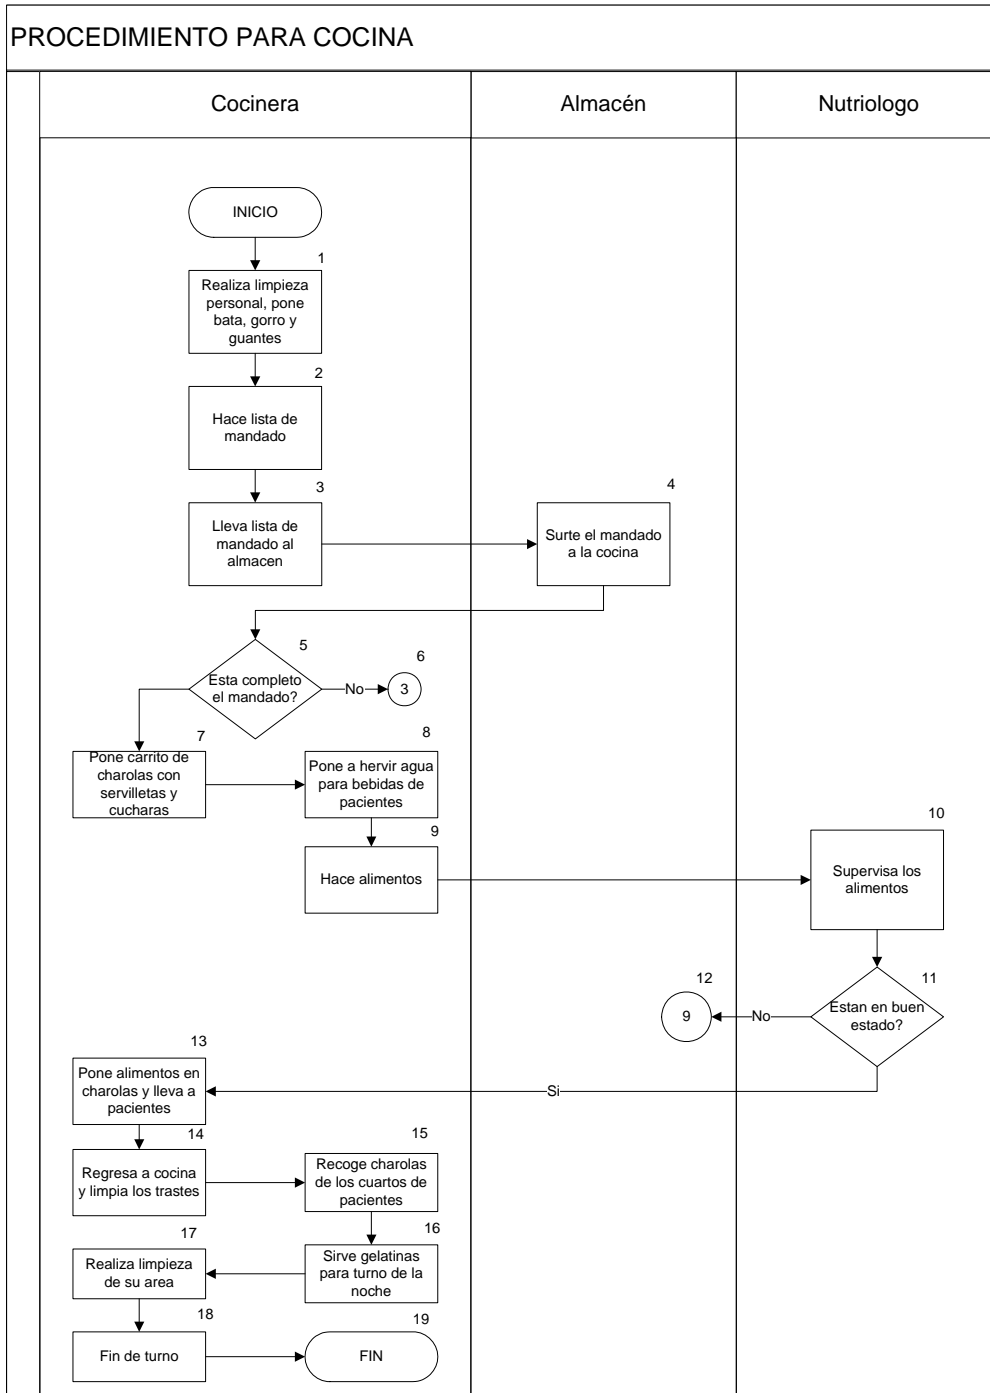 PROCEDIMIENTO PARA COCINA
Cocinera
Almacén
Nutriologo
INICIO
1
Realiza limpieza
personal, pone
bata, gorro y
guantes
2
Hace lista de
mandado
3
Lleva lista de
mandado al
almacen
4
Surte el mandado
a la cocina
5
Esta completo
el mandado?
No
6
3
7
Pone carrito de
charolas con
servilletas y
cucharas
8
Pone a hervir agua
para bebidas de
pacientes
9
Hace alimentos
10
Supervisa los
alimentos
11
Estan en buen
estado?
No
12
9
Si
13
Pone alimentos en
charolas y lleva a
pacientes
14
Regresa a cocina
y limpia los trastes
15
Recoge charolas
de los cuartos de
pacientes
16
Sirve gelatinas
para turno de la
noche
17
Realiza limpieza
de su area
18
Fin de turno
19
FIN